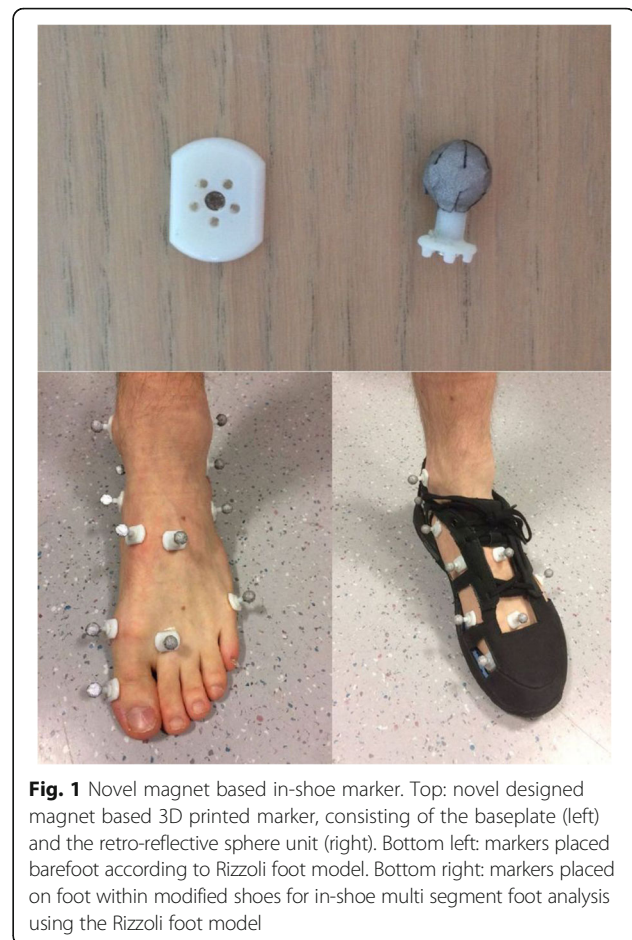 Fig. 1 Novel magnet based in-shoe marker. Top: novel designed
magnet based 3D printed marker, consisting of the baseplate (left)
and the retro-reflective sphere unit (right). Bottom left: markers placed
barefoot according to Rizzoli foot model. Bottom right: markers placed
on foot within modified shoes for in-shoe multi segment foot analysis
using the Rizzoli foot model